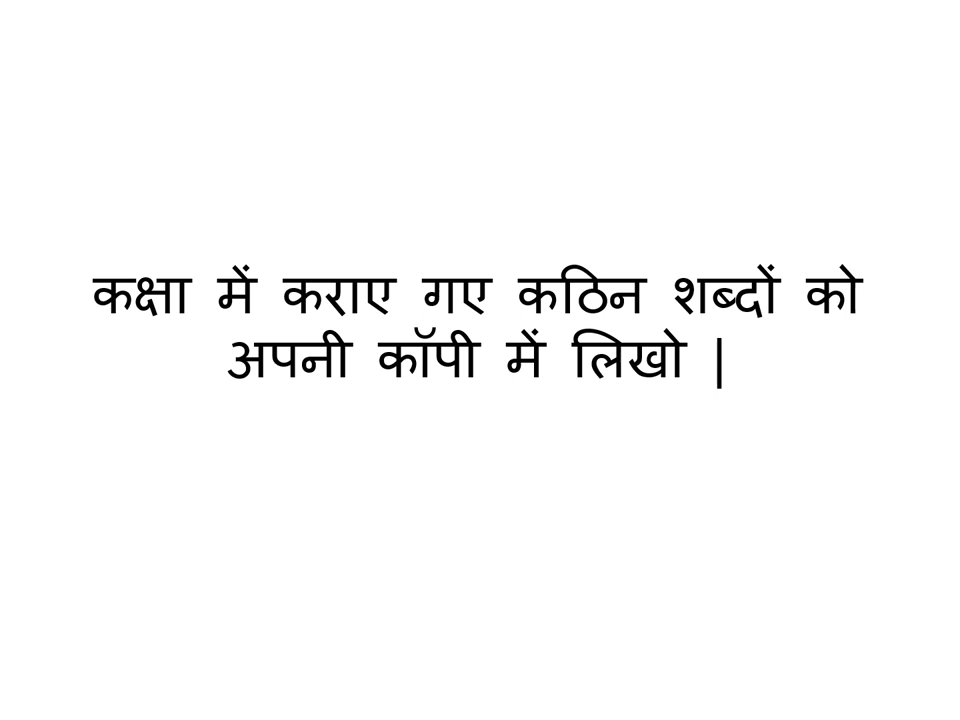 कक्षा में कराए गए कठिन शब्दों को
अपनी कॉपी में लिखो |